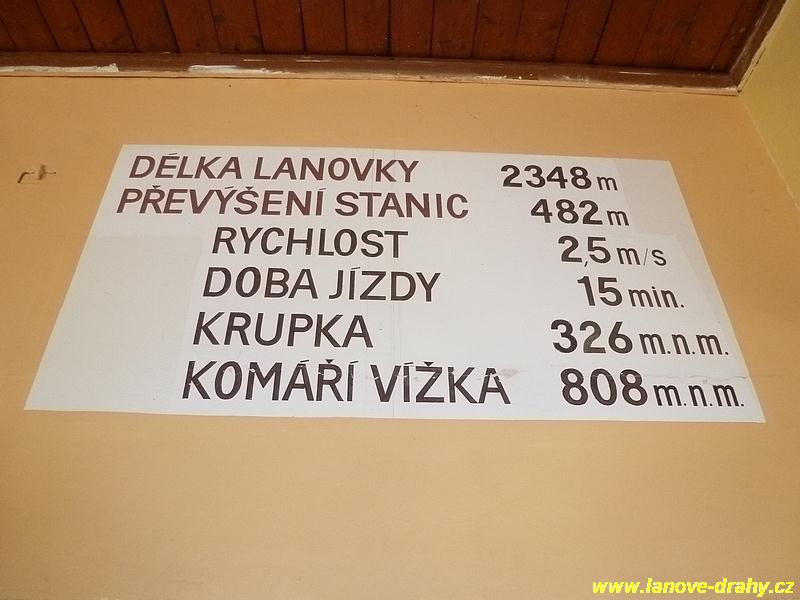 DÉLKA LANOVKY 2348 m
PŘEVÝŠENÍ STANIC 482 m
RYCHLOST 2,5 m/s
DOBA JÍZDY 15 min.
KRUPKA 326 m.n.m.
KOMÁŘÍ VÍŽKA 808 m.n.m.
www.lanove-drahy.cz